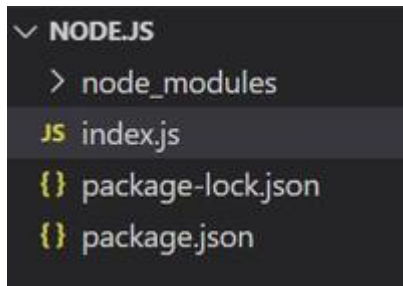 NODE.JS
node_modules
JS index.js
{} package-lock.json
{} package.json